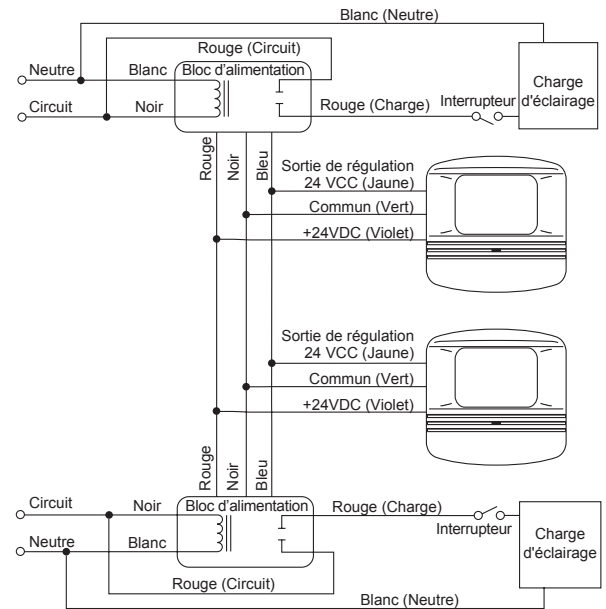 Blanc (Neutre)
Rouge (Circuit)
Neutre
Blanc
Bloc d'alimentation
Charge
d'éclairage
Circuit
Noir
Rouge (Charge)
Interrupteur
Rouge
Noir
Bleu
Sortie de régulation
24 VCC (Jaune)
Commun (Vert)
+24VDC (Violet)
Sortie de régulation
24 VCC (Jaune)
Commun (Vert)
+24VDC (Violet)
Rouge
Noir
Bleu
Circuit
Noir
Bloc d'alimentation
Rouge (Charge)
Interrupteur
Charge
d'éclairage
Neutre
Blanc
Rouge (Circuit)
Blanc (Neutre)